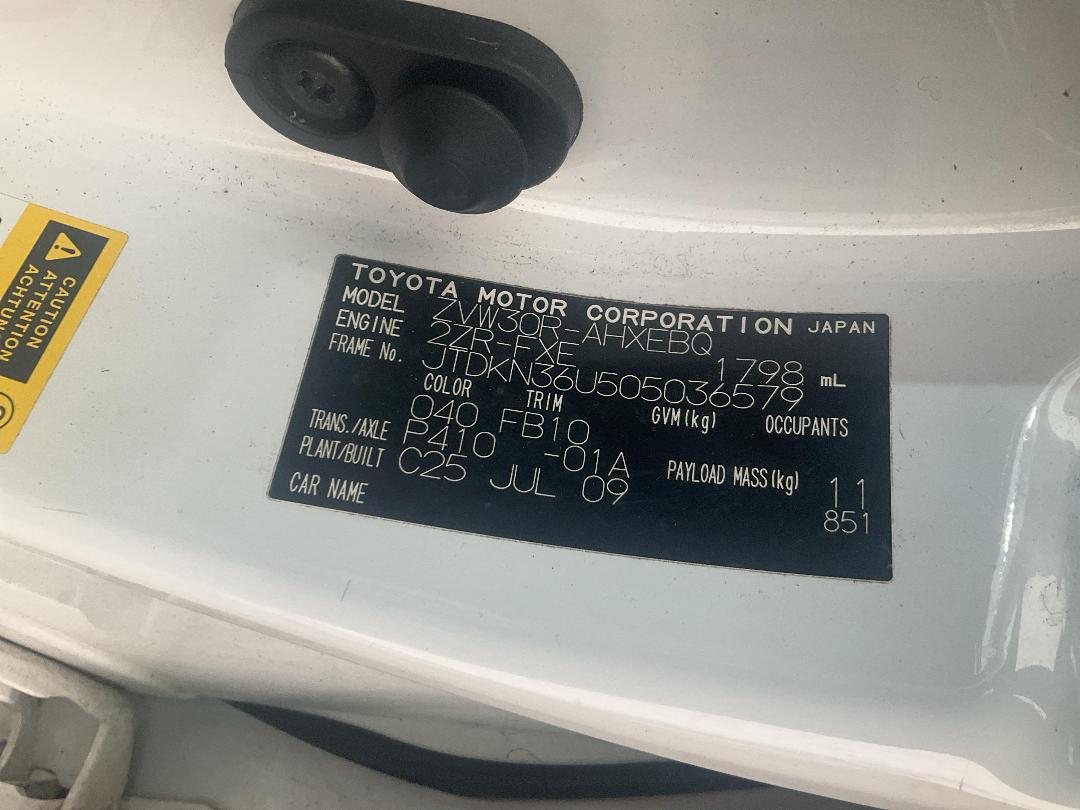 CAUTION
ATTENTION
TOYOTA MOTOR CORPORATION JAPAN
MODEL ZVW30R-AHXEBQ
ENGINE 2ZR-FXE 1798 mL
FRAME No. JTDKN36U505036579
COLOR TRIM GVM(kg) OCCUPANTS
040 FB10
TRANS./AXLE P410 -01A PAYLOAD MASS(kg) 11
PLANT/BUILT C25 JUL 09 851
CAR NAME